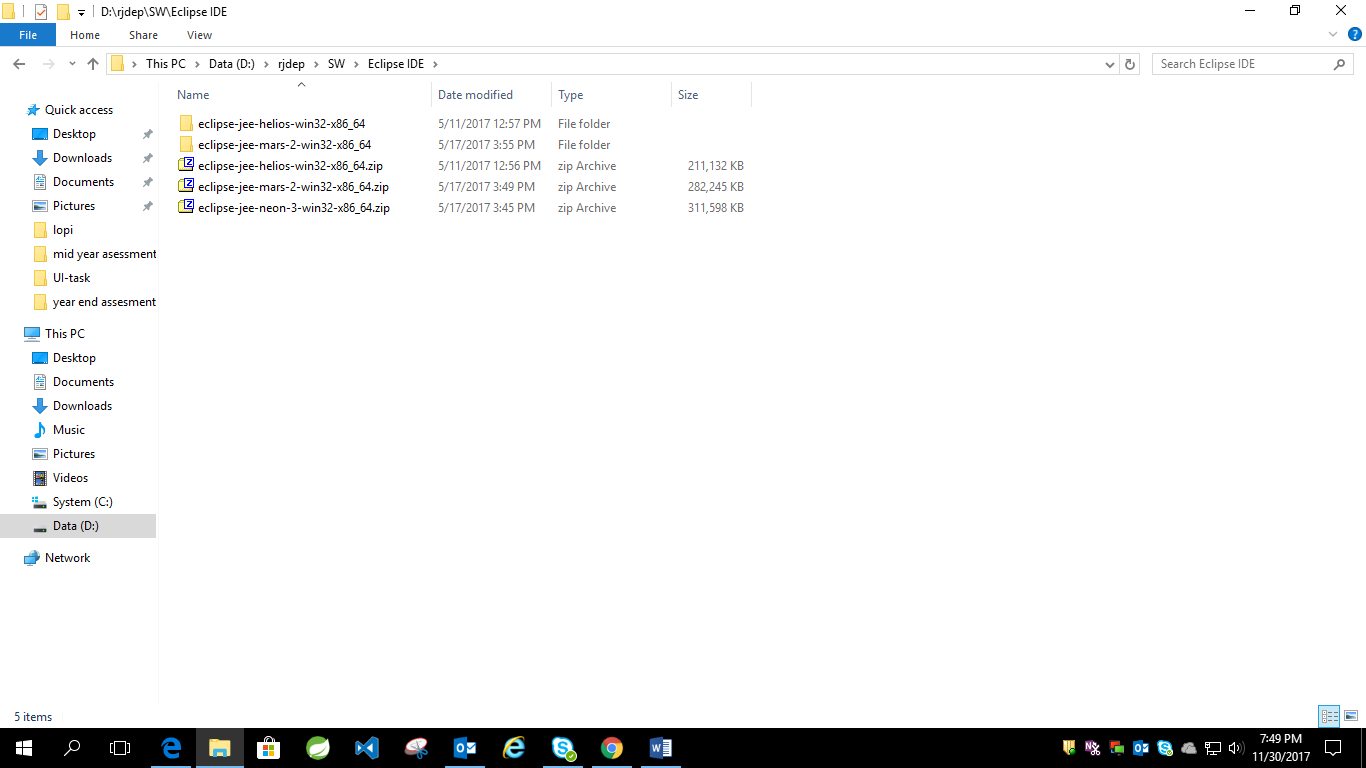 D:\rjdep\SW\Eclipse IDE
File Home Share View
This PC Data (D:) rjdep SW Eclipse IDE
Search Eclipse IDE
Name Date modified Type Size
eclipse-jee-helios-win32-x86_64 5/11/2017 12:57 PM File folder
eclipse-jee-mars-2-win32-x86_64 5/17/2017 3:55 PM File folder
eclipse-jee-helios-win32-x86_64.zip 5/11/2017 12:56 PM zip Archive 211,132 KB
eclipse-jee-mars-2-win32-x86_64.zip 5/17/2017 3:49 PM zip Archive 282,245 KB
eclipse-jee-neon-3-win32-x86_64.zip 5/17/2017 3:45 PM zip Archive 311,598 KB
Quick access
Desktop
Downloads
Documents
Pictures
mid year asessment
UI-task
year end assesment
This PC
Desktop
Documents
Downloads
Music
Pictures
Videos
System (C:)
Data (D:)
Network
5 items
7:49 PM
11/30/2017